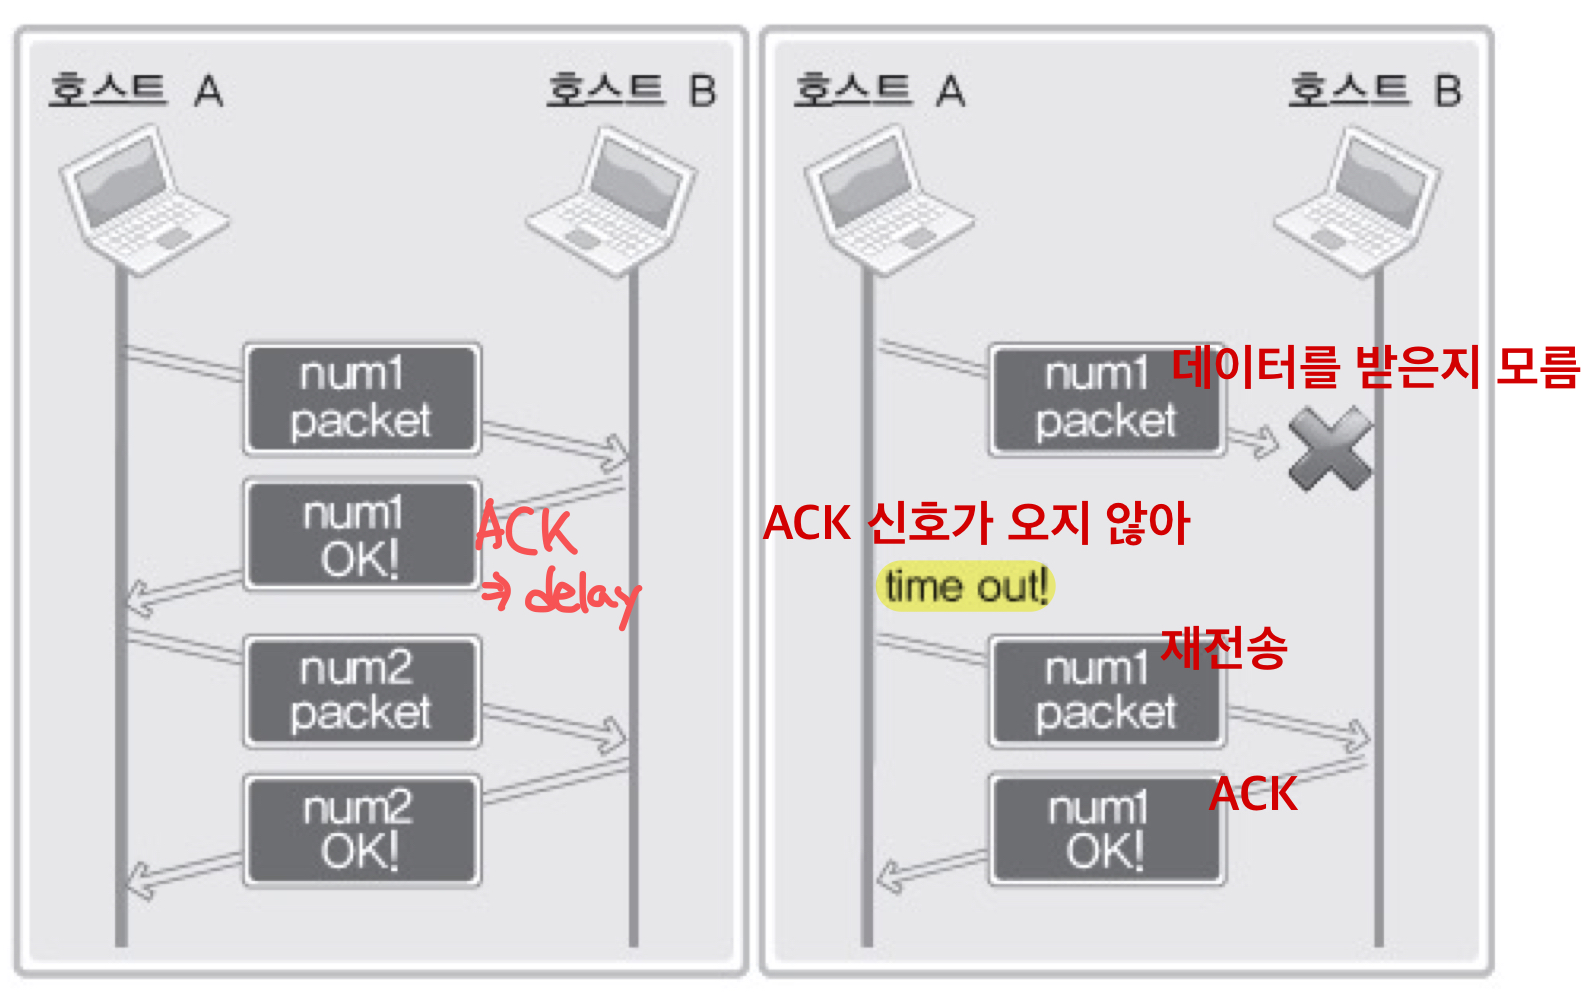 호스트 A
호스트 B
num1
packet
num1
OK!
ACK
→ delay
num2
packet
num2
OK!
호스트 A
호스트 B
num1
packet
데이터를 받은지 모름
ACK 신호가 오지 않아
time out!
재전송
num1
packet
ACK
num1
OK!